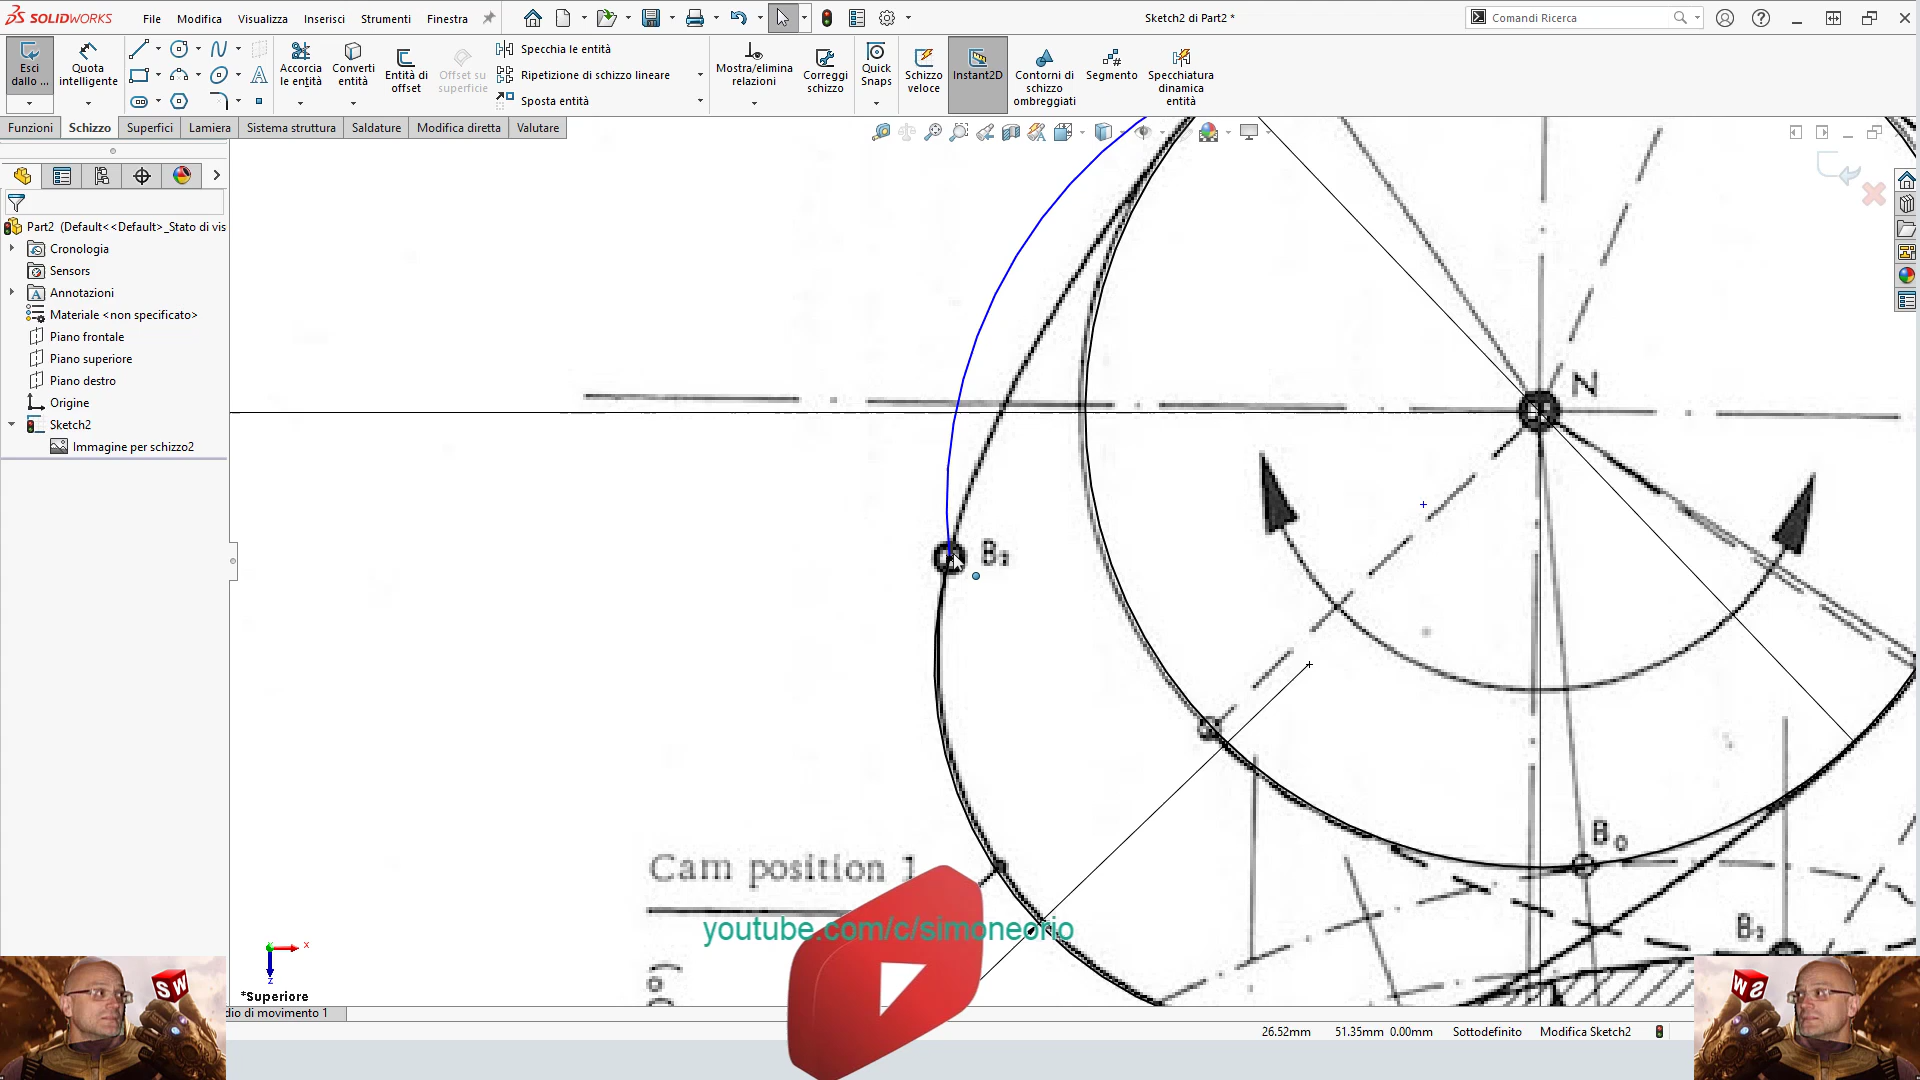 SOLIDWORKS File Modifica Visualizza Inserisci Strumenti Finestra Sketch2 di Part2 * Comandi Ricerca
Esci dallo ...
Quota intelligente
Accorcia le entità
Converti entità
Entità di offset
Offset su superficie
Specchia le entità
Ripetizione di schizzo lineare
Sposta entità
Mostra/elimina relazioni
Correggi schizzo
Quick Snaps
Schizzo veloce
Instant2D
Contorni di schizzo ombreggiati
Segmento
Specchiatura dinamica entità
Funzioni Schizzo Superfici Lamiera Sistema struttura Saldature Modifica diretta Valutare
Part2 (Default<<Default>_Stato di vis
Cronologia
Sensors
Annotazioni
Materiale <non specificato>
Piano frontale
Piano superiore
Piano destro
Origine
Sketch2
Immagine per schizzo2
N
B₂
B₀
Cam position 1
youtube.com/c/simoneorio
*Superiore
dio di movimento 1
26.52mm 51.35mm 0.00mm Sottodefinito Modifica Sketch2
SW